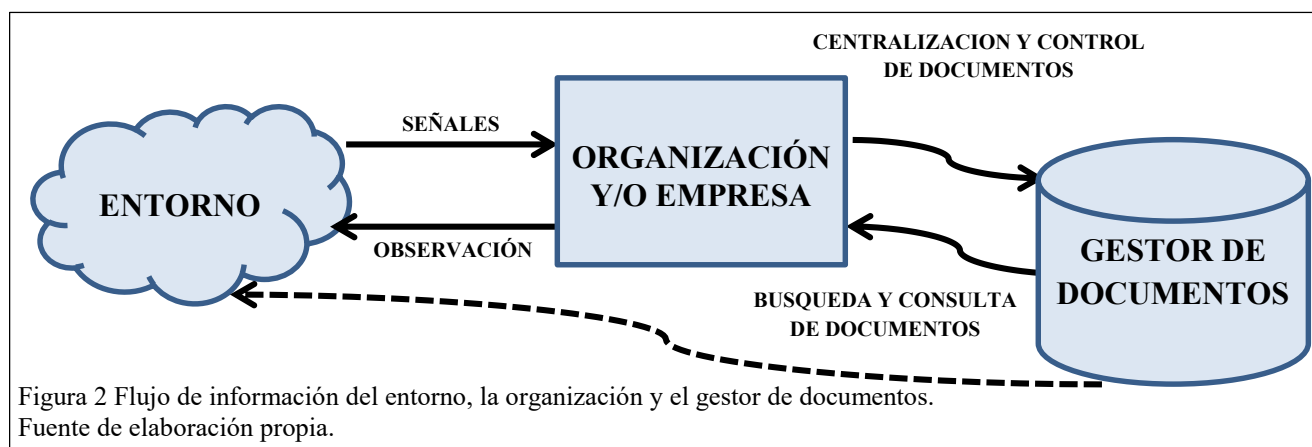 CENTRALIZACION Y CONTROL
DE DOCUMENTOS
SEÑALES
ORGANIZACIÓN
Y/O EMPRESA
ENTORNO
OBSERVACIÓN
GESTOR DE
DOCUMENTOS
BUSQUEDA Y CONSULTA
DE DOCUMENTOS
Figura 2 Flujo de información del entorno, la organización y el gestor de documentos.
Fuente de elaboración propia.